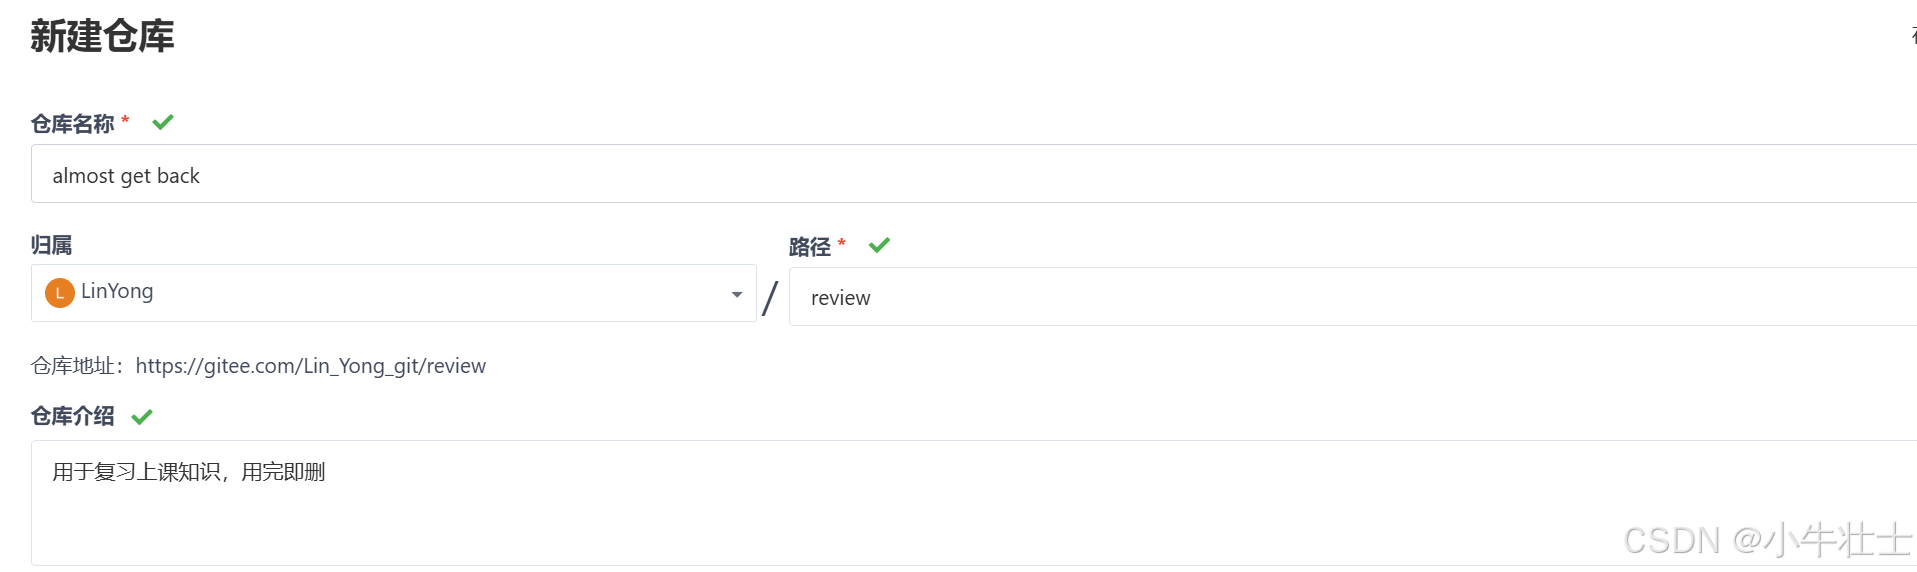 新建仓库
仓库名称 *
almost get back
归属
路径 *
L LinYong
/
review
仓库地址：https://gitee.com/Lin_Yong_git/review
仓库介绍
用于复习上课知识，用完即删
CSDN @小牛壮士